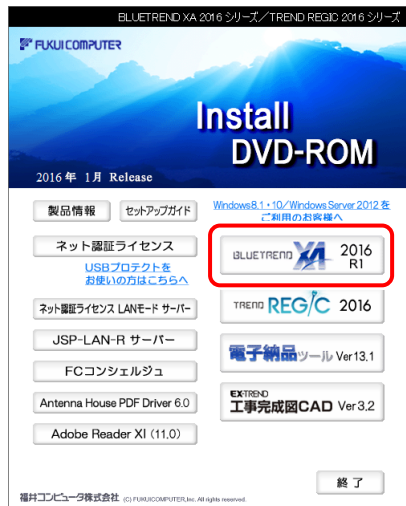 BLUETREND XA 2016 シリーズ／TREND REGIC 2016 シリーズ
FUKUI COMPUTER
Install
DVD-ROM
2016 年 1月 Release
製品情報
セットアップガイド
Windows8.1・10／Windows Server 2012 を
ご利用のお客様へ
ネット認証ライセンス
USBプロテクトを
お使いの方はこちらへ
BLUETREND XA 2016
R1
ネット認証ライセンス LANモード サーバー
TREND REGIC 2016
JSP-LAN-R サーバー
電子納品ツール Ver13.1
FCコンシェルジュ
Antenna House PDF Driver 6.0
EX-TREND
工事完成図CAD Ver3.2
Adobe Reader XI (11.0)
終了
福井コンピュータ株式会社 (C) FUKUICOMPUTER,Inc. All rights reserved.